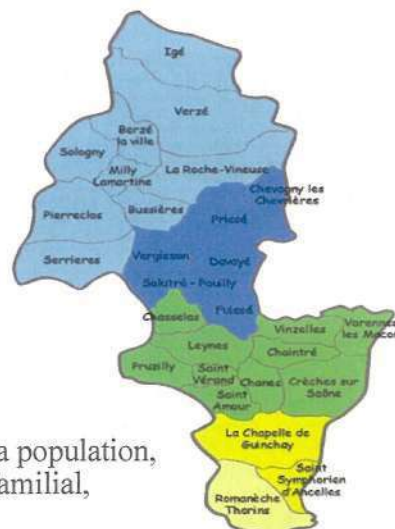 Igé
Verzé
Berzé
la ville
Sologny
Milly
Lamartine
La Roche-Vineuse
Chevagny les
Chevrières
Pierreclos
Bussières
Prissé
Serrieres
Vergisson
Davayé
Solutré - Pouilly
Fuissé
Chasselas
Vinzelles
Varennes
les Macon
Leynes
Chaintré
Pruzilly
Saint
Vérand
Chanes
Crèches sur
Saône
Saint
Amour
La Chapelle de
Guinchay
a population,
amilial,
Saint
Symphorien
d'Ancelles
Romanèche
Thorins